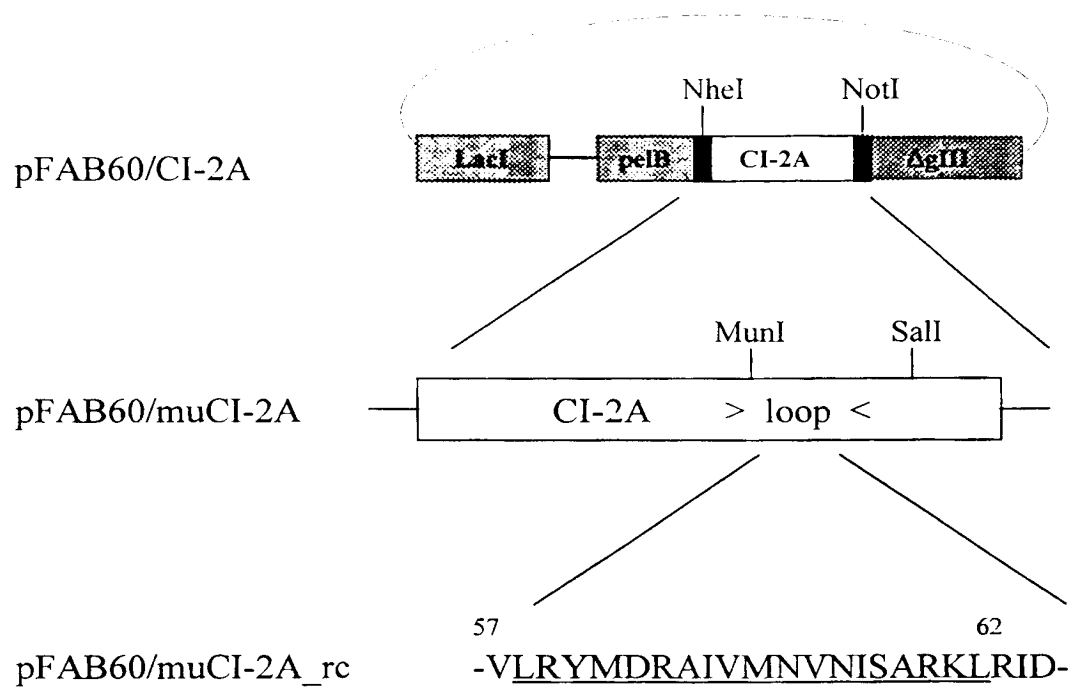 NheI NotI
pFAB60/CI-2A LacI pelB CI-2A ΔgIII
MunI SalI
pFAB60/muCI-2A CI-2A > loop <
57 62
pFAB60/muCI-2A_rc -VLRYMDRAIVMNVNISARKLRID-